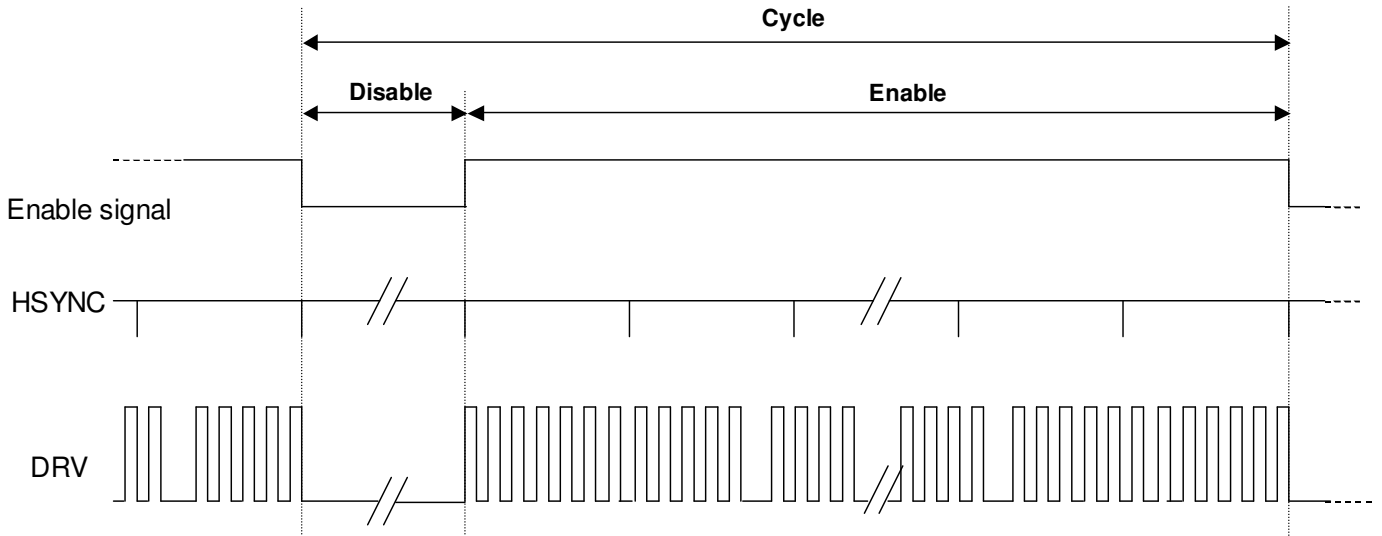 Cycle
Disable
Enable
Enable signal
HSYNC
DRV